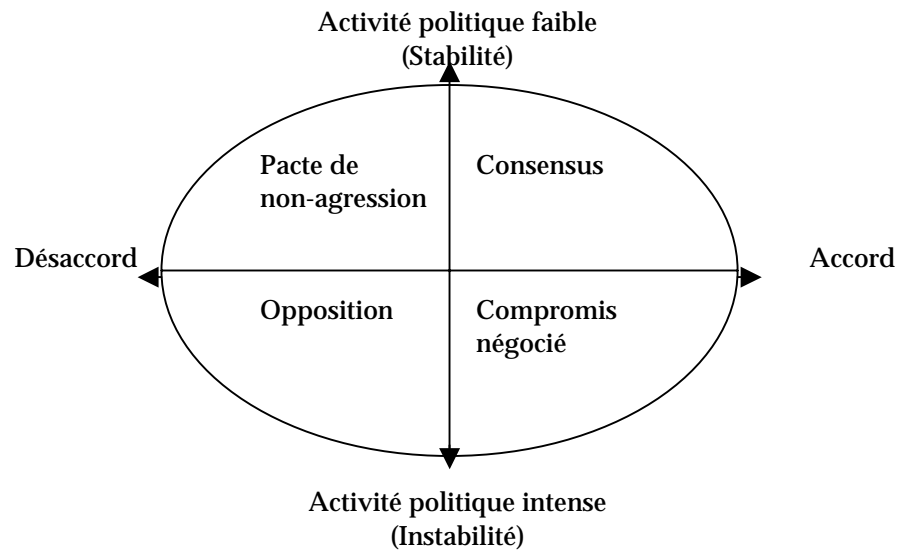 Activité politique faible
(Stabilité)
Pacte de
non-agression
Consensus
Désaccord
Accord
Opposition
Compromis
négocié
Activité politique intense
(Instabilité)